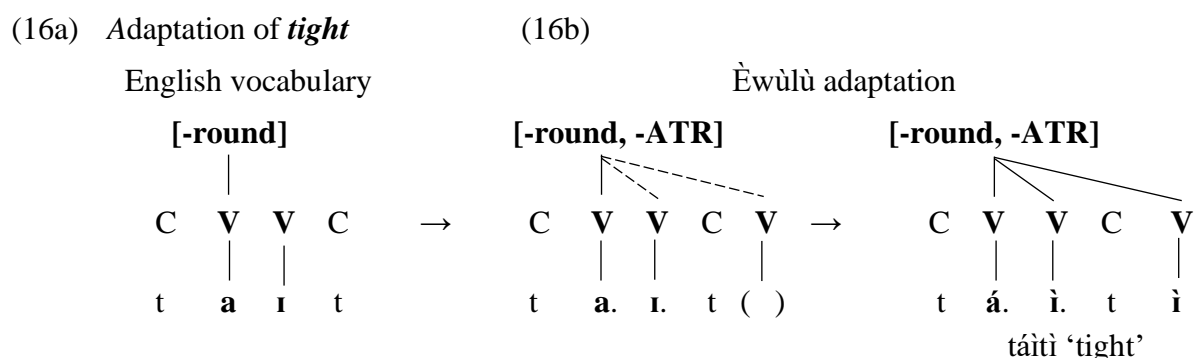 (16a) Adaptation of tight (16b)
English vocabulary Èwùlù adaptation
[-round] [-round, -ATR] [-round, -ATR]
C V V C → C V V C V → C V V C V
t a ɪ t t a. ɪ. t ( ) t á. ì. t ì
táìtì ‘tight’